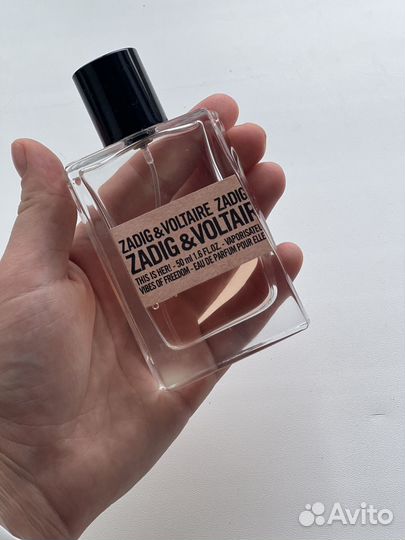 ZADIG & VOLTAIRE ZADIG
ZADIG & VOLTAIR
THIS IS HER! - 50 ml 1.6 FL.OZ. - VAPORISATE
VIBES OF FREEDOM - EAU DE PARFUM POUR ELLE
Avito